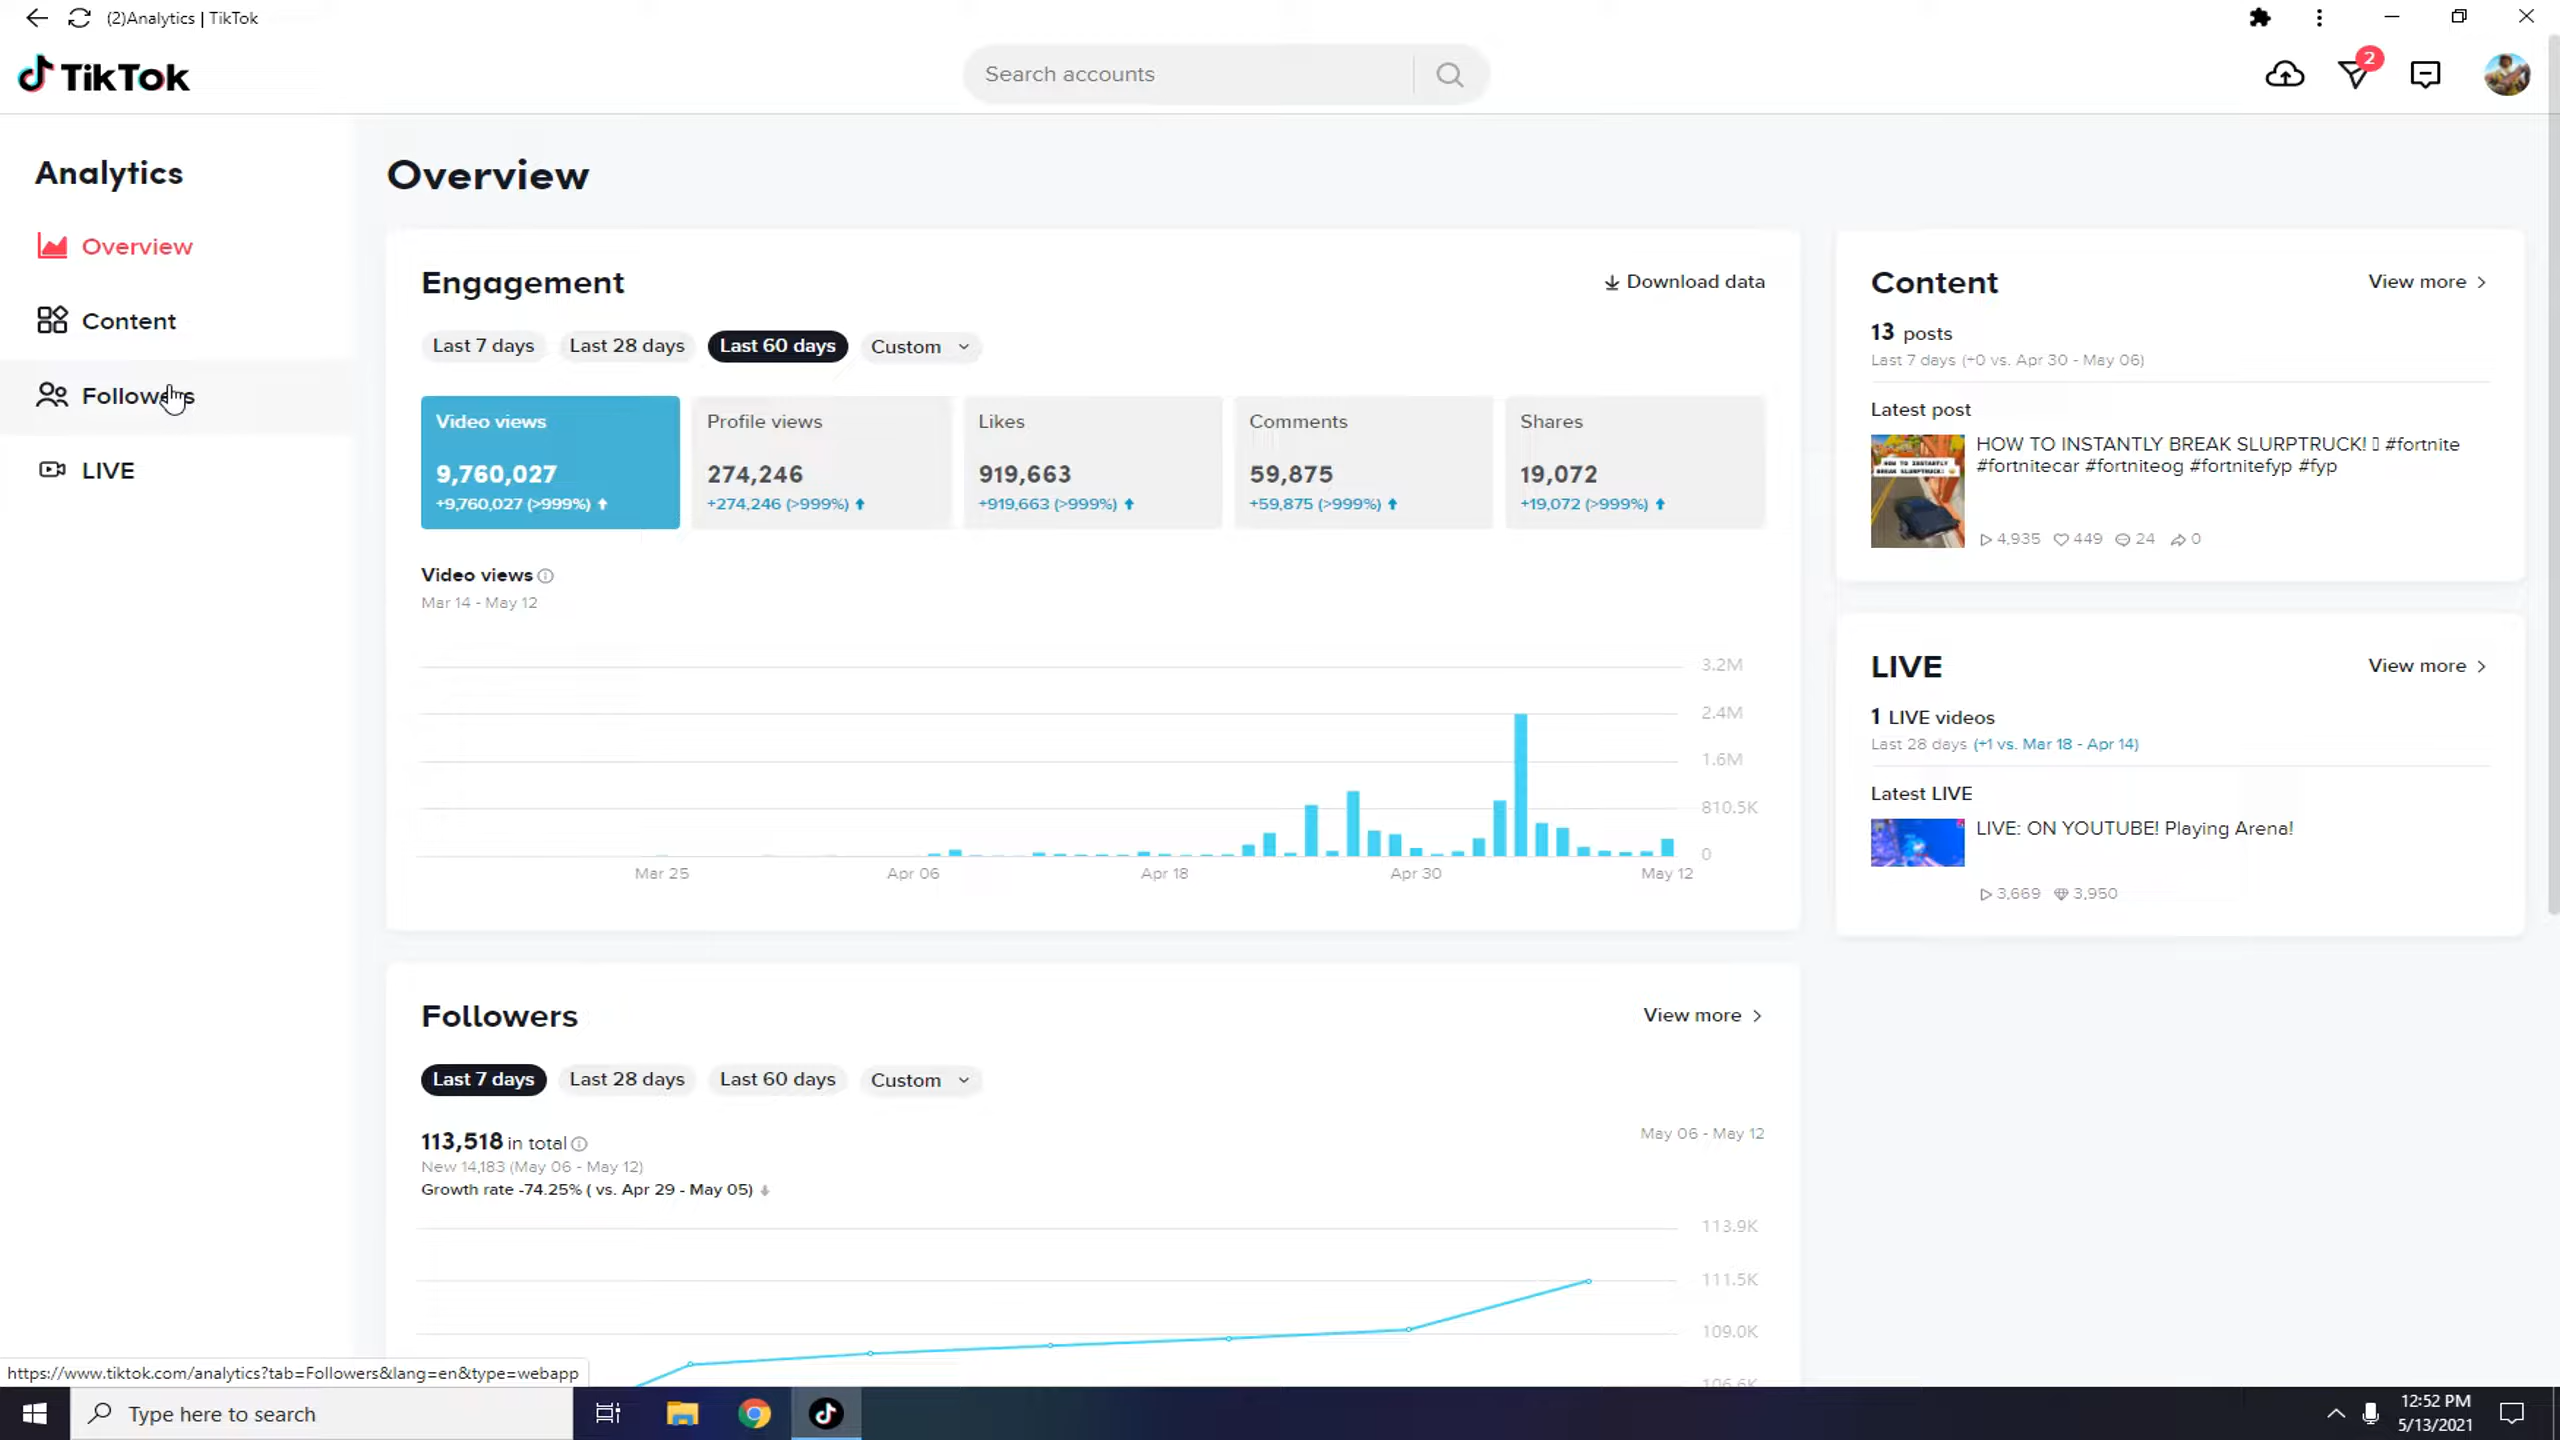 (2)Analytics | TikTok
TikTok
Search accounts
2
Analytics
Overview
Content
Followers
LIVE
Overview
Engagement
Download data
Last 7 days
Last 28 days
Last 60 days
Custom
Video views
9,760,027
+9,760,027 (>999%)
Profile views
274,246
+274,246 (>999%)
Likes
919,663
+919,663 (>999%)
Comments
59,875
+59,875 (>999%)
Shares
19,072
+19,072 (>999%)
Video views
Mar 14 - May 12
3.2M
2.4M
1.6M
810.5K
0
Mar 25
Apr 06
Apr 18
Apr 30
May 12
Followers
View more
Last 7 days
Last 28 days
Last 60 days
Custom
113,518 in total
May 06 - May 12
New 14,183 (May 06 - May 12)
Growth rate -74.25% ( vs. Apr 29 - May 05)
113.9K
111.5K
109.0K
106.6K
Content
View more
13 posts
Last 7 days (+0 vs. Apr 30 - May 06)
Latest post
HOW TO INSTANTLY BREAK SLURPTRUCK! #fortnite
#fortnitecar #fortniteog #fortnitefyp #fyp
HOW TO INSTANTLY
BREAK SLURPTRUCK!
4,935 449 24 0
LIVE
View more
1 LIVE videos
Last 28 days (+1 vs. Mar 18 - Apr 14)
Latest LIVE
LIVE: ON YOUTUBE! Playing Arena!
3,669 3,950
https://www.tiktok.com/analytics?tab=Followers&lang=en&type=webapp
Type here to search
12:52 PM
5/13/2021